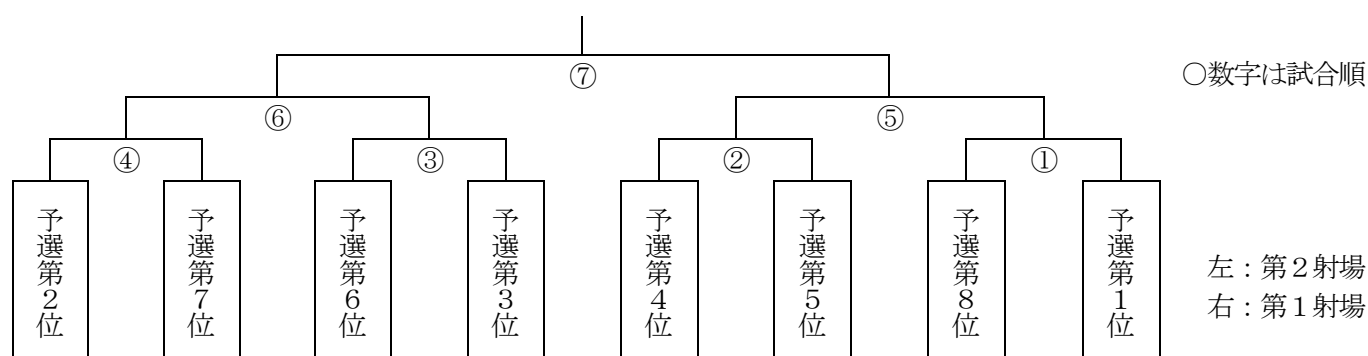 ⑦
○数字は試合順
⑥
⑤
④
③
②
①
予選第2位
予選第7位
予選第6位
予選第3位
予選第4位
予選第5位
予選第8位
予選第1位
左：第２射場
右：第１射場